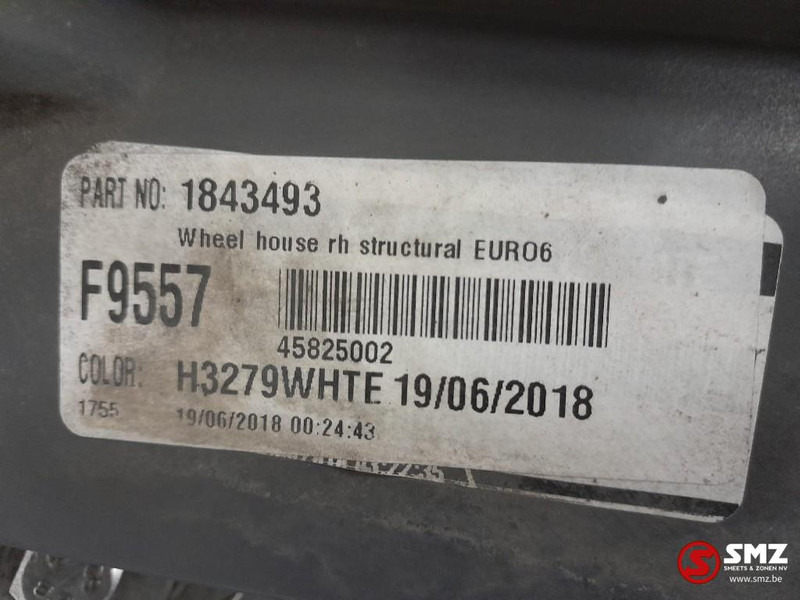 PART NO: 1843493
Wheel house rh structural EURO6
F9557
45825002
COLOR: H3279WHTE 19/06/2018
1755 19/06/2018 00:24:43
SMZ
SMEETS & ZONEN NV
www.smz.be